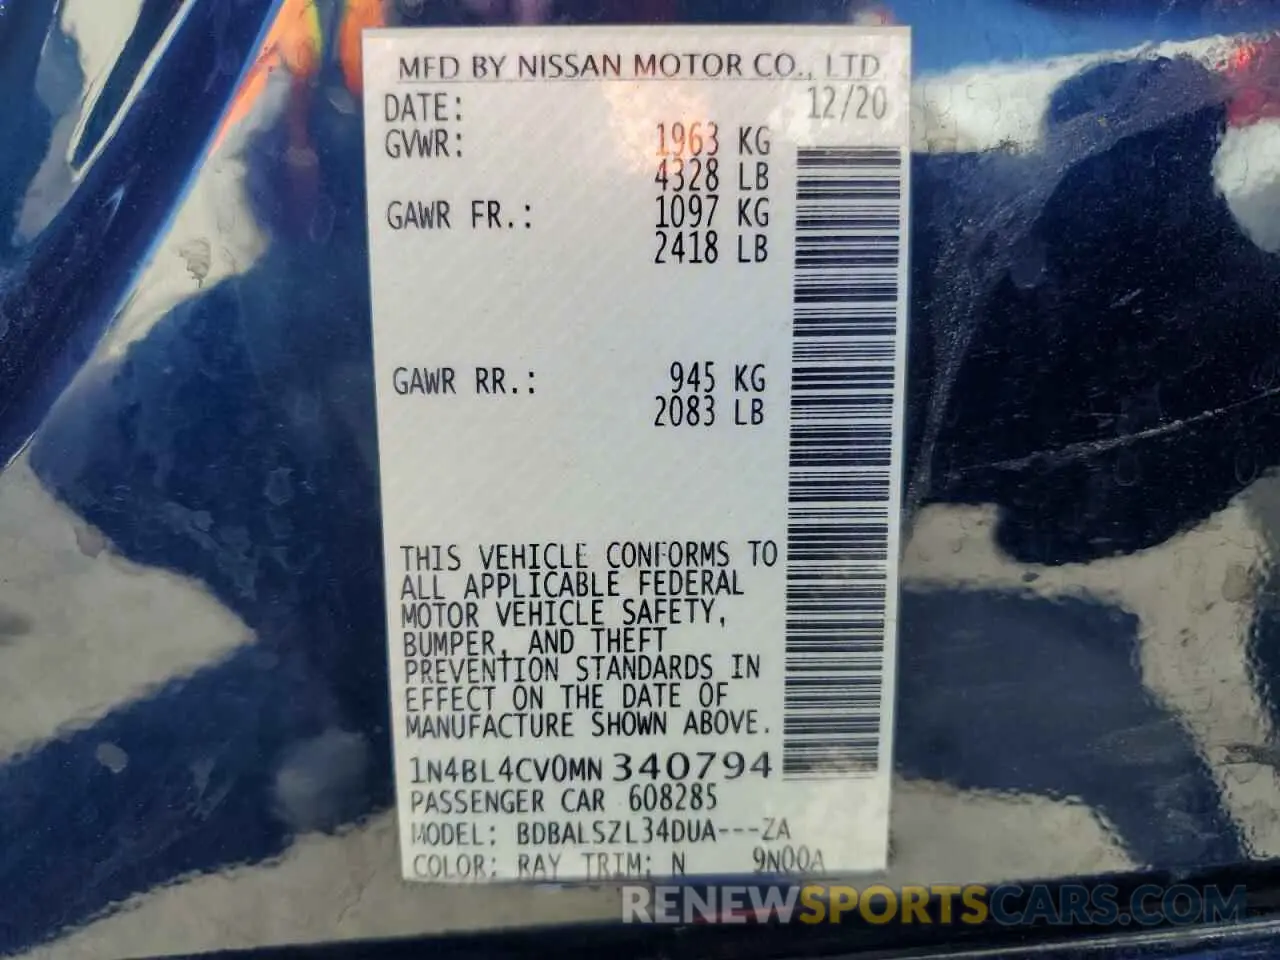 MFD BY NISSAN MOTOR CO., LTD
DATE: 12/20
GVWR: 1963 KG
4328 LB
GAWR FR.: 1097 KG
2418 LB
GAWR RR.: 945 KG
2083 LB
THIS VEHICLE CONFORMS TO
ALL APPLICABLE FEDERAL
MOTOR VEHICLE SAFETY,
BUMPER, AND THEFT
PREVENTION STANDARDS IN
EFFECT ON THE DATE OF
MANUFACTURE SHOWN ABOVE.
1N4BL4CV0MN340794
PASSENGER CAR 608285
MODEL: BDBALSZL34DUA---ZA
COLOR: RAY TRIM: N 9N00A
RENEWSPORTSCARS.COM